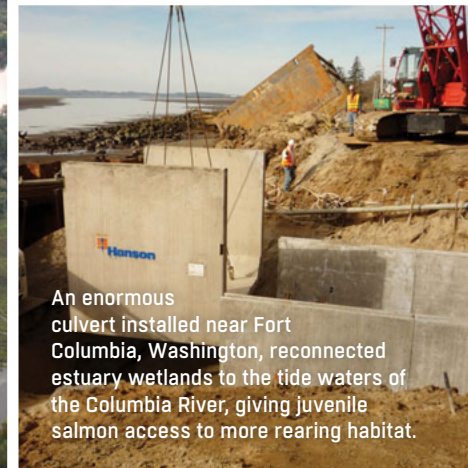 Hanson
An enormous
culvert installed near Fort
Columbia, Washington, reconnected
estuary wetlands to the tide waters of
the Columbia River, giving juvenile
salmon access to more rearing habitat.